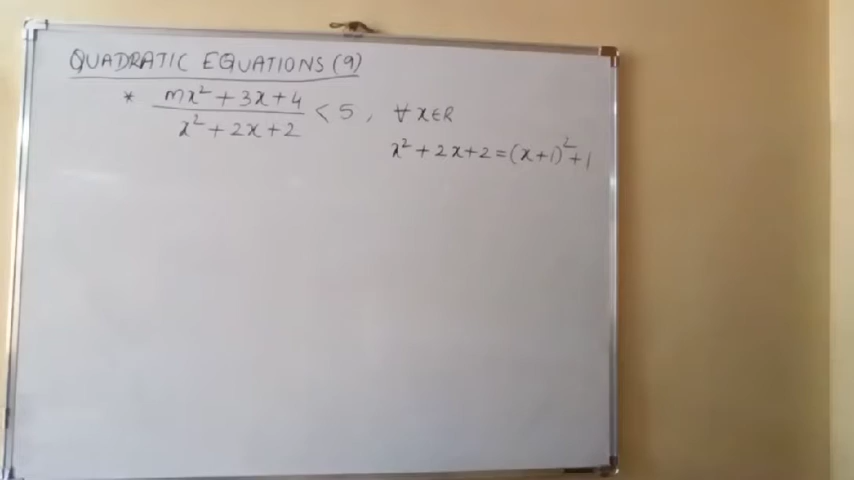 QUADRATIC EQUATIONS (9)
* mx² + 3x + 4 / x² + 2x + 2 < 5, ∀ x ∈ R
x² + 2x + 2 = (x + 1)² + 1